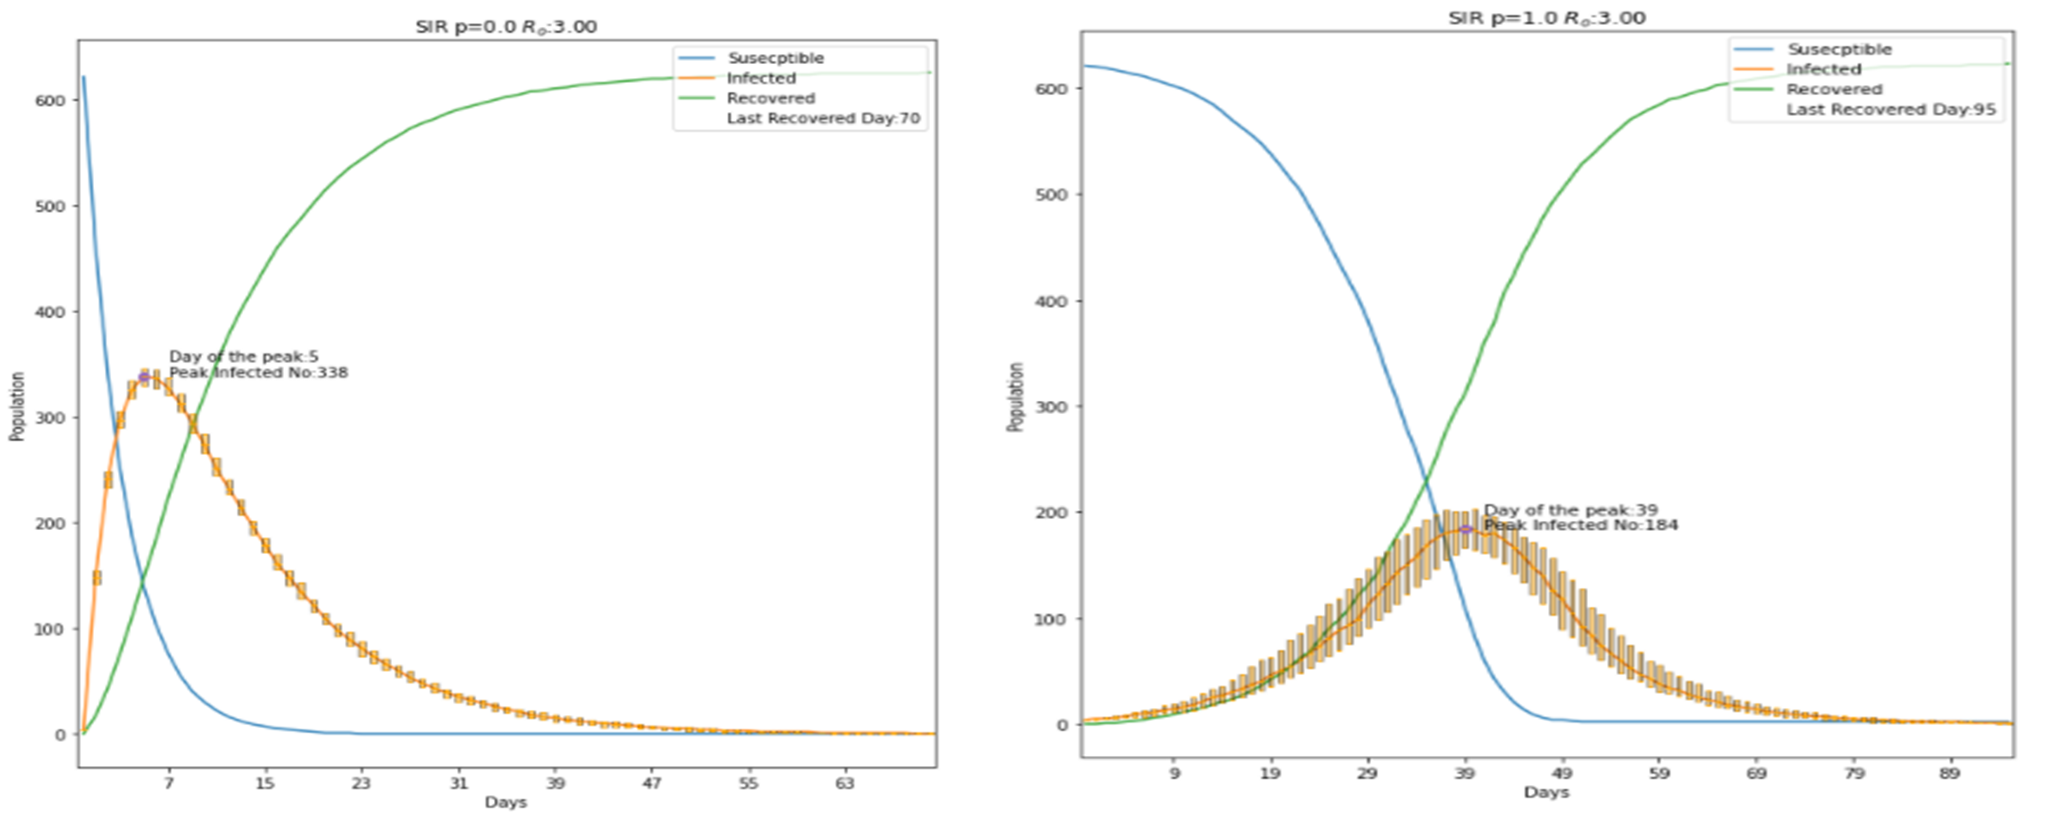 SIR p=0.0 Rₒ:3.00
Susecptible
Infected
Recovered
Last Recovered Day:70
600
500
400
300
200
100
0
Population
Day of the peak:5
Peak Infected No:338
7 15 23 31 39 47 55 63
Days
SIR p=1.0 Rₒ:3.00
Susecptible
Infected
Recovered
Last Recovered Day:95
600
500
400
300
200
100
0
Population
Day of the peak:39
Peak Infected No:184
9 19 29 39 49 59 69 79 89
Days